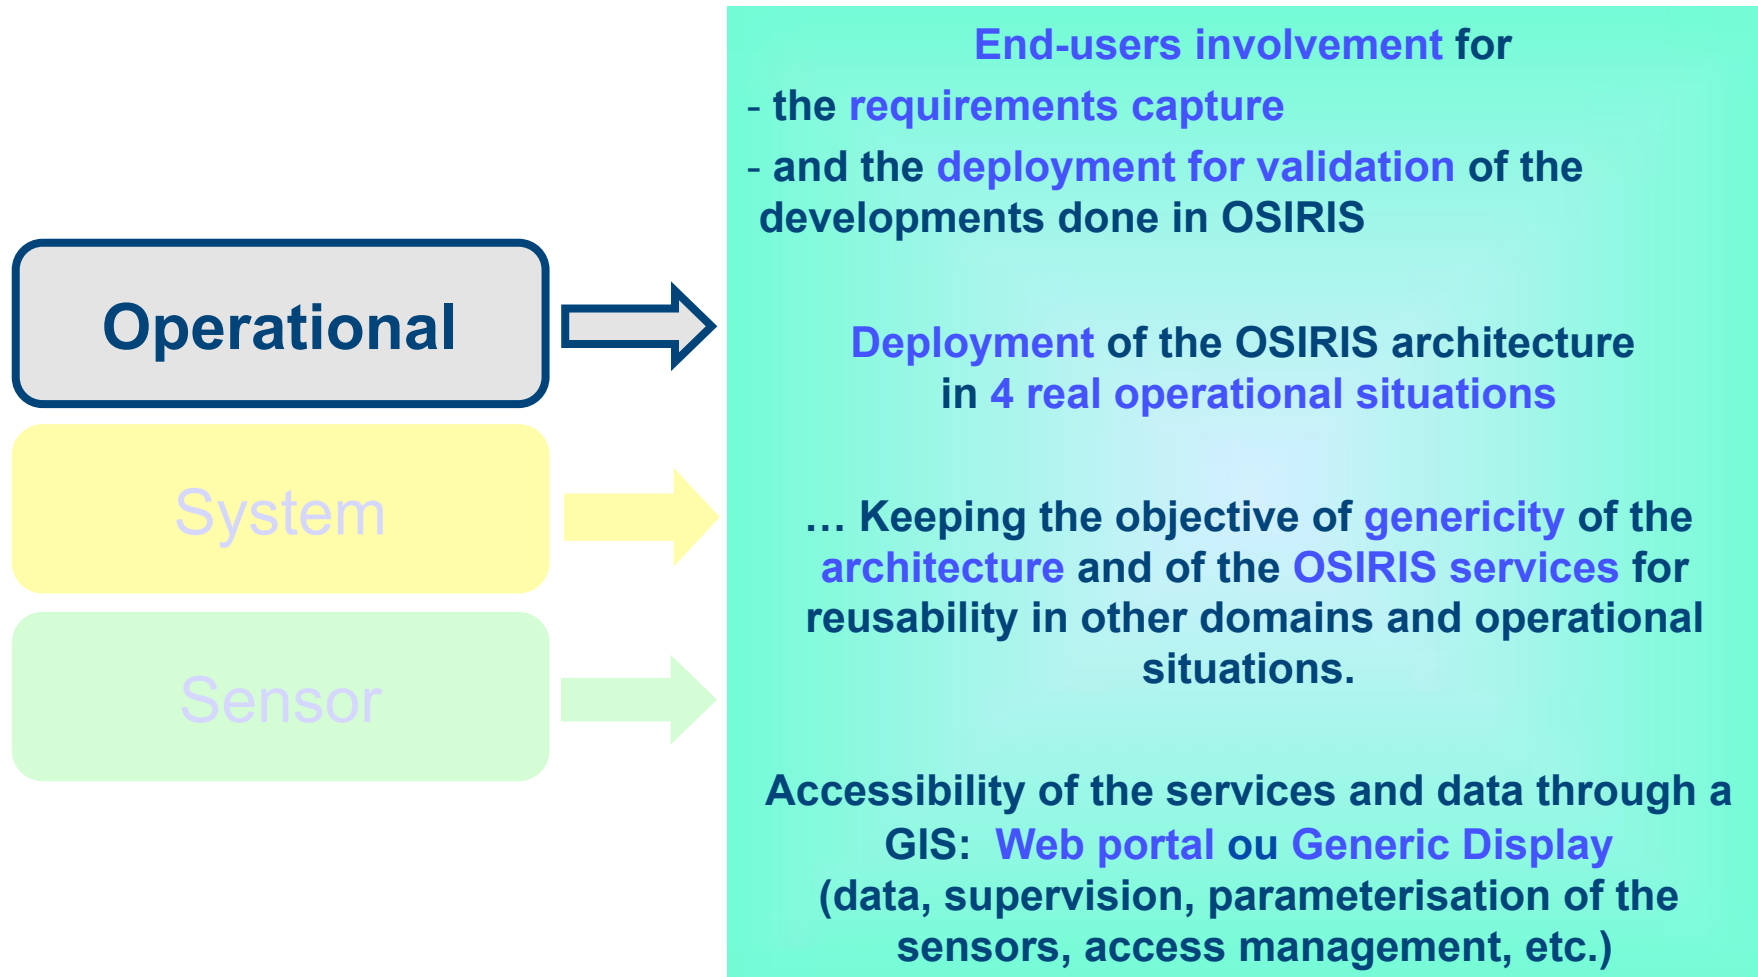 End-users involvement for
- the requirements capture
- and the deployment for validation of the
developments done in OSIRIS
Operational
Deployment of the OSIRIS architecture
in 4 real operational situations
System
... Keeping the objective of genericity of the
architecture and of the OSIRIS services for
reusability in other domains and operational
situations.
Sensor
Accessibility of the services and data through a
GIS: Web portal ou Generic Display
(data, supervision, parameterisation of the
sensors, access management, etc.)